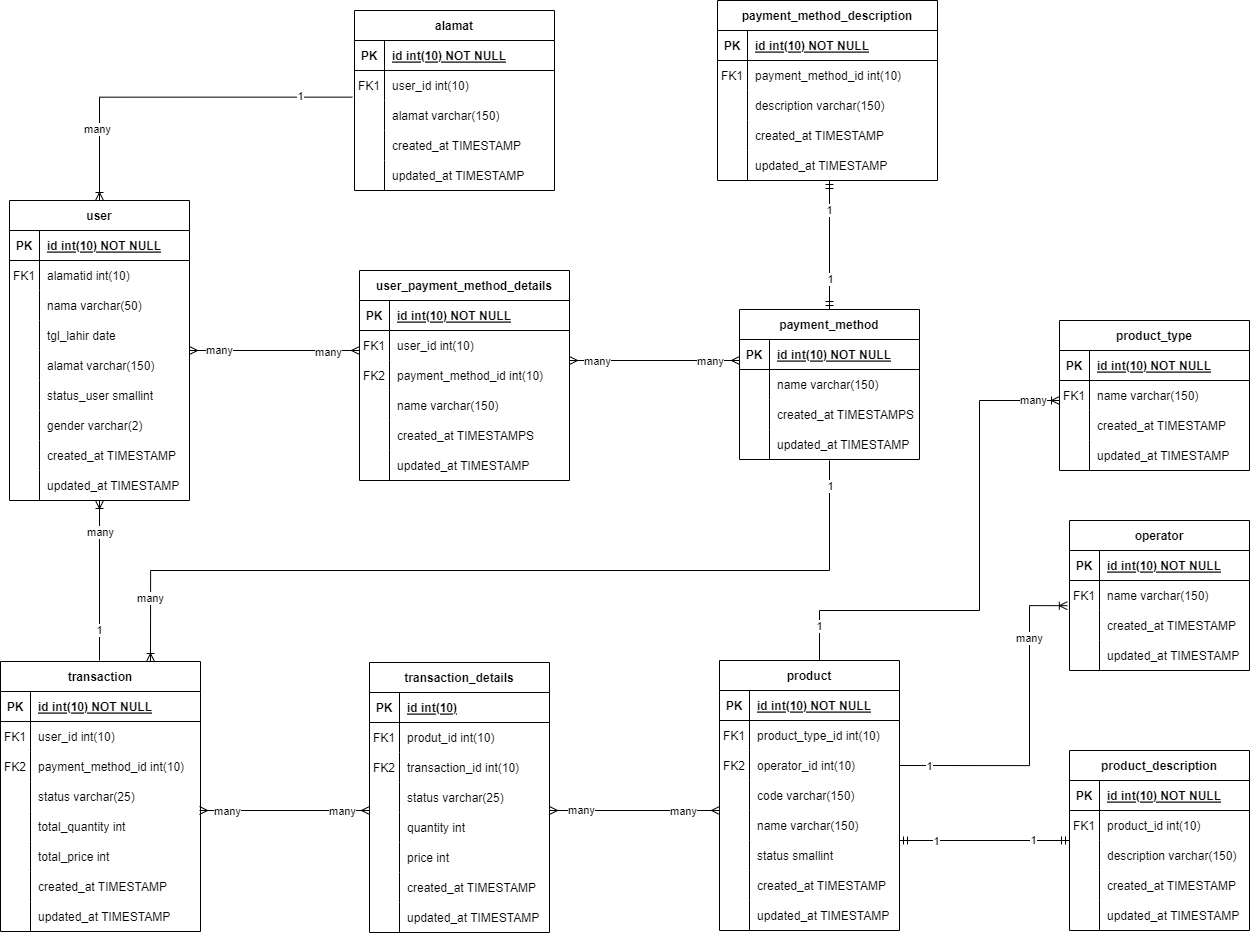 alamat
PK id int(10) NOT NULL
FK1 user_id int(10)
alamat varchar(150)
created_at TIMESTAMP
updated_at TIMESTAMP
payment_method_description
PK id int(10) NOT NULL
FK1 payment_method_id int(10)
description varchar(150)
created_at TIMESTAMP
updated_at TIMESTAMP
1
many
1
1
user
PK id int(10) NOT NULL
FK1 alamatid int(10)
nama varchar(50)
tgl_lahir date
alamat varchar(150)
status_user smallint
gender varchar(2)
created_at TIMESTAMP
updated_at TIMESTAMP
many many
user_payment_method_details
PK id int(10) NOT NULL
FK1 user_id int(10)
FK2 payment_method_id int(10)
name varchar(150)
created_at TIMESTAMPS
updated_at TIMESTAMP
many many
payment_method
PK id int(10) NOT NULL
name varchar(150)
created_at TIMESTAMPS
updated_at TIMESTAMP
product_type
PK id int(10) NOT NULL
FK1 name varchar(150)
created_at TIMESTAMP
updated_at TIMESTAMP
many
1
many
many
1
1
operator
PK id int(10) NOT NULL
FK1 name varchar(150)
created_at TIMESTAMP
updated_at TIMESTAMP
many
transaction
PK id int(10) NOT NULL
FK1 user_id int(10)
FK2 payment_method_id int(10)
status varchar(25)
total_quantity int
total_price int
created_at TIMESTAMP
updated_at TIMESTAMP
many many
transaction_details
PK id int(10)
FK1 produt_id int(10)
FK2 transaction_id int(10)
status varchar(25)
quantity int
price int
created_at TIMESTAMP
updated_at TIMESTAMP
many many
product
PK id int(10) NOT NULL
FK1 product_type_id int(10)
FK2 operator_id int(10)
code varchar(150)
name varchar(150)
status smallint
created_at TIMESTAMP
updated_at TIMESTAMP
1
1 1
product_description
PK id int(10) NOT NULL
FK1 product_id int(10)
description varchar(150)
created_at TIMESTAMP
updated_at TIMESTAMP